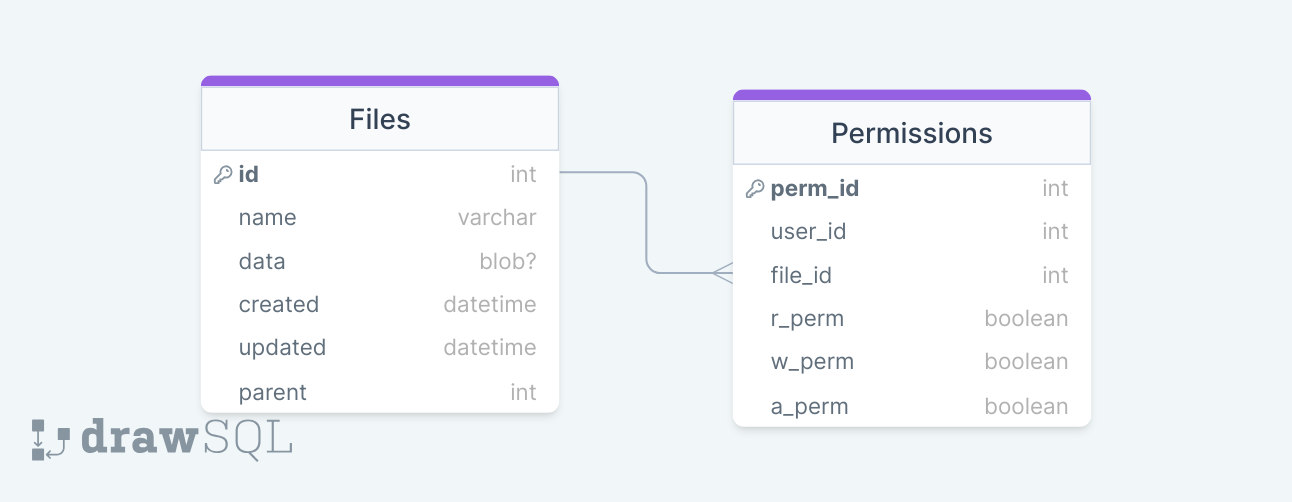 Files
id int
name varchar
data blob?
created datetime
updated datetime
parent int
Permissions
perm_id int
user_id int
file_id int
r_perm boolean
w_perm boolean
a_perm boolean
drawSQL